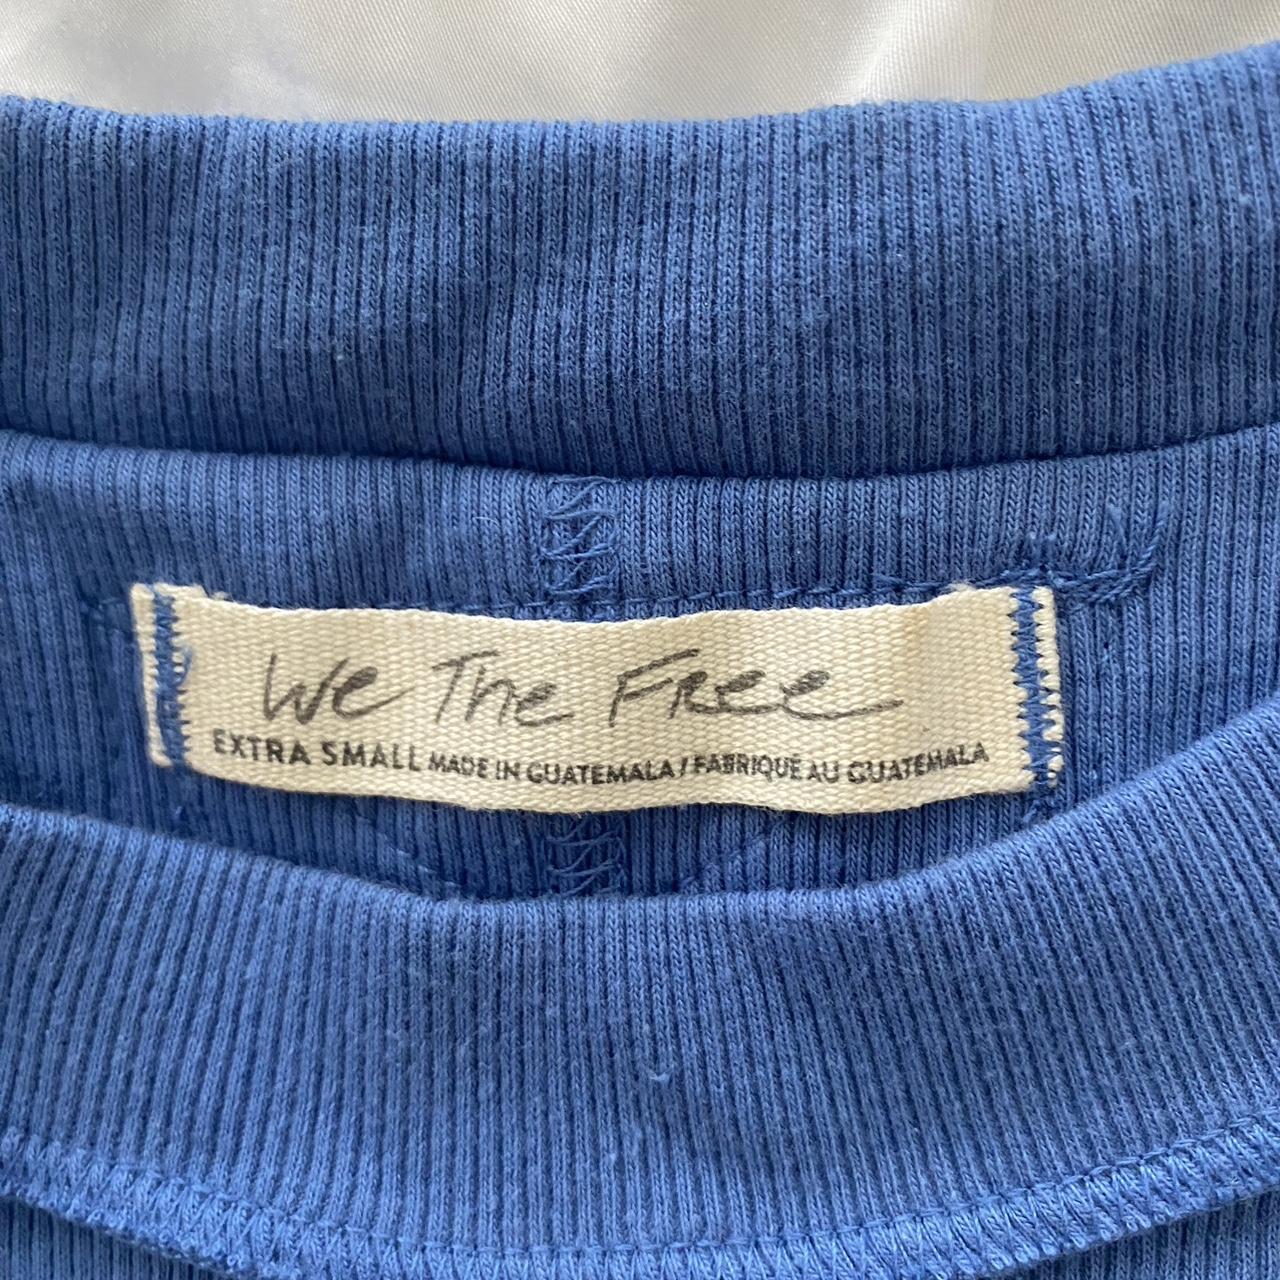 We The Free
EXTRA SMALL MADE IN GUATEMALA / FABRIQUÉ AU GUATEMALA